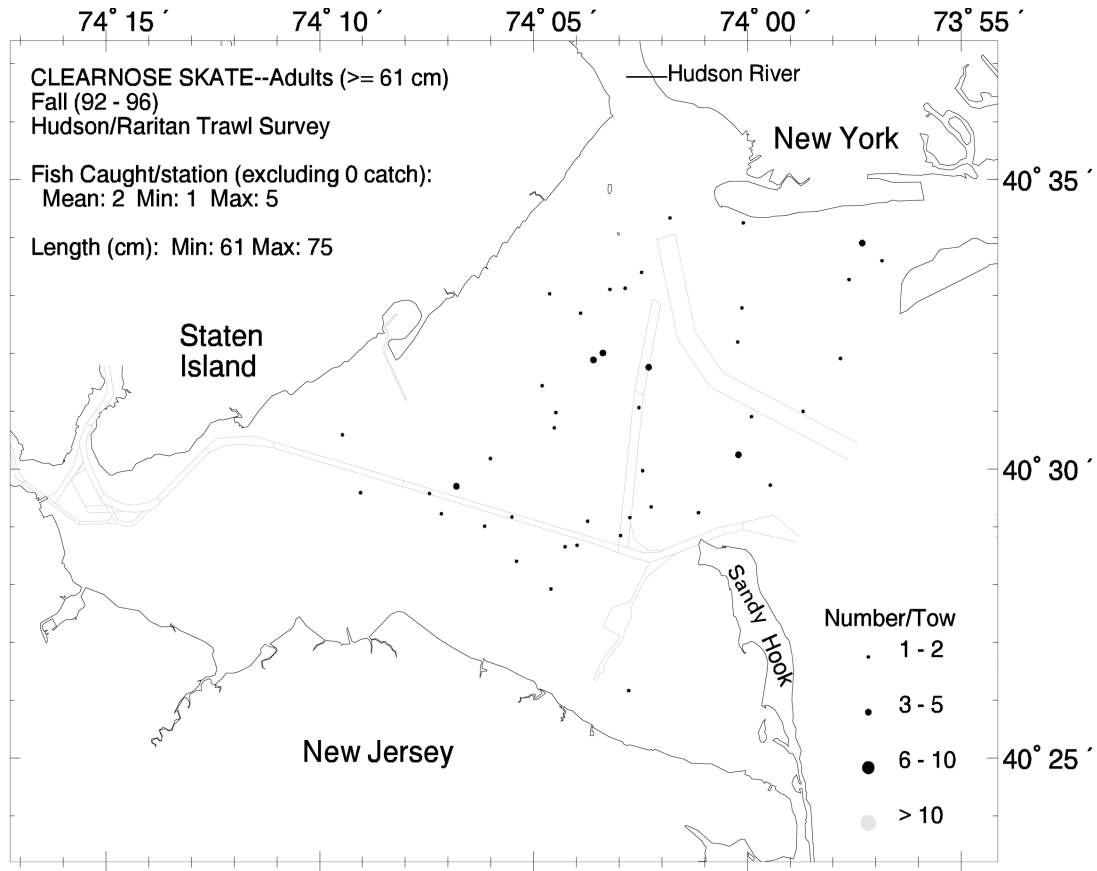 74° 15 ´ 74° 10 ´ 74° 05 ´ 74° 00 ´ 73° 55 ´
CLEARNOSE SKATE--Adults (>= 61 cm)
Fall (92 - 96)
Hudson/Raritan Trawl Survey
Fish Caught/station (excluding 0 catch):
Mean: 2 Min: 1 Max: 5
Length (cm): Min: 61 Max: 75
Hudson River
New York
40° 35 ´
Staten
Island
40° 30 ´
Sandy Hook
New Jersey
Number/Tow
1 - 2
3 - 5
6 - 10
> 10
40° 25 ´